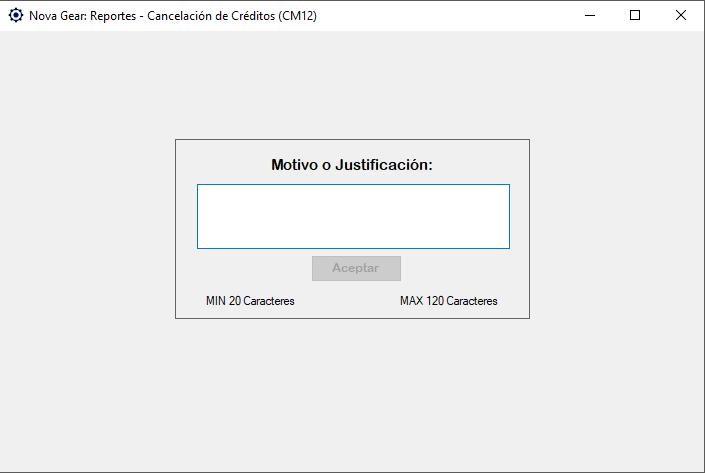 Nova Gear: Reportes - Cancelación de Créditos (CM12)
Motivo o Justificación:
Aceptar
MIN 20 Caracteres
MAX 120 Caracteres